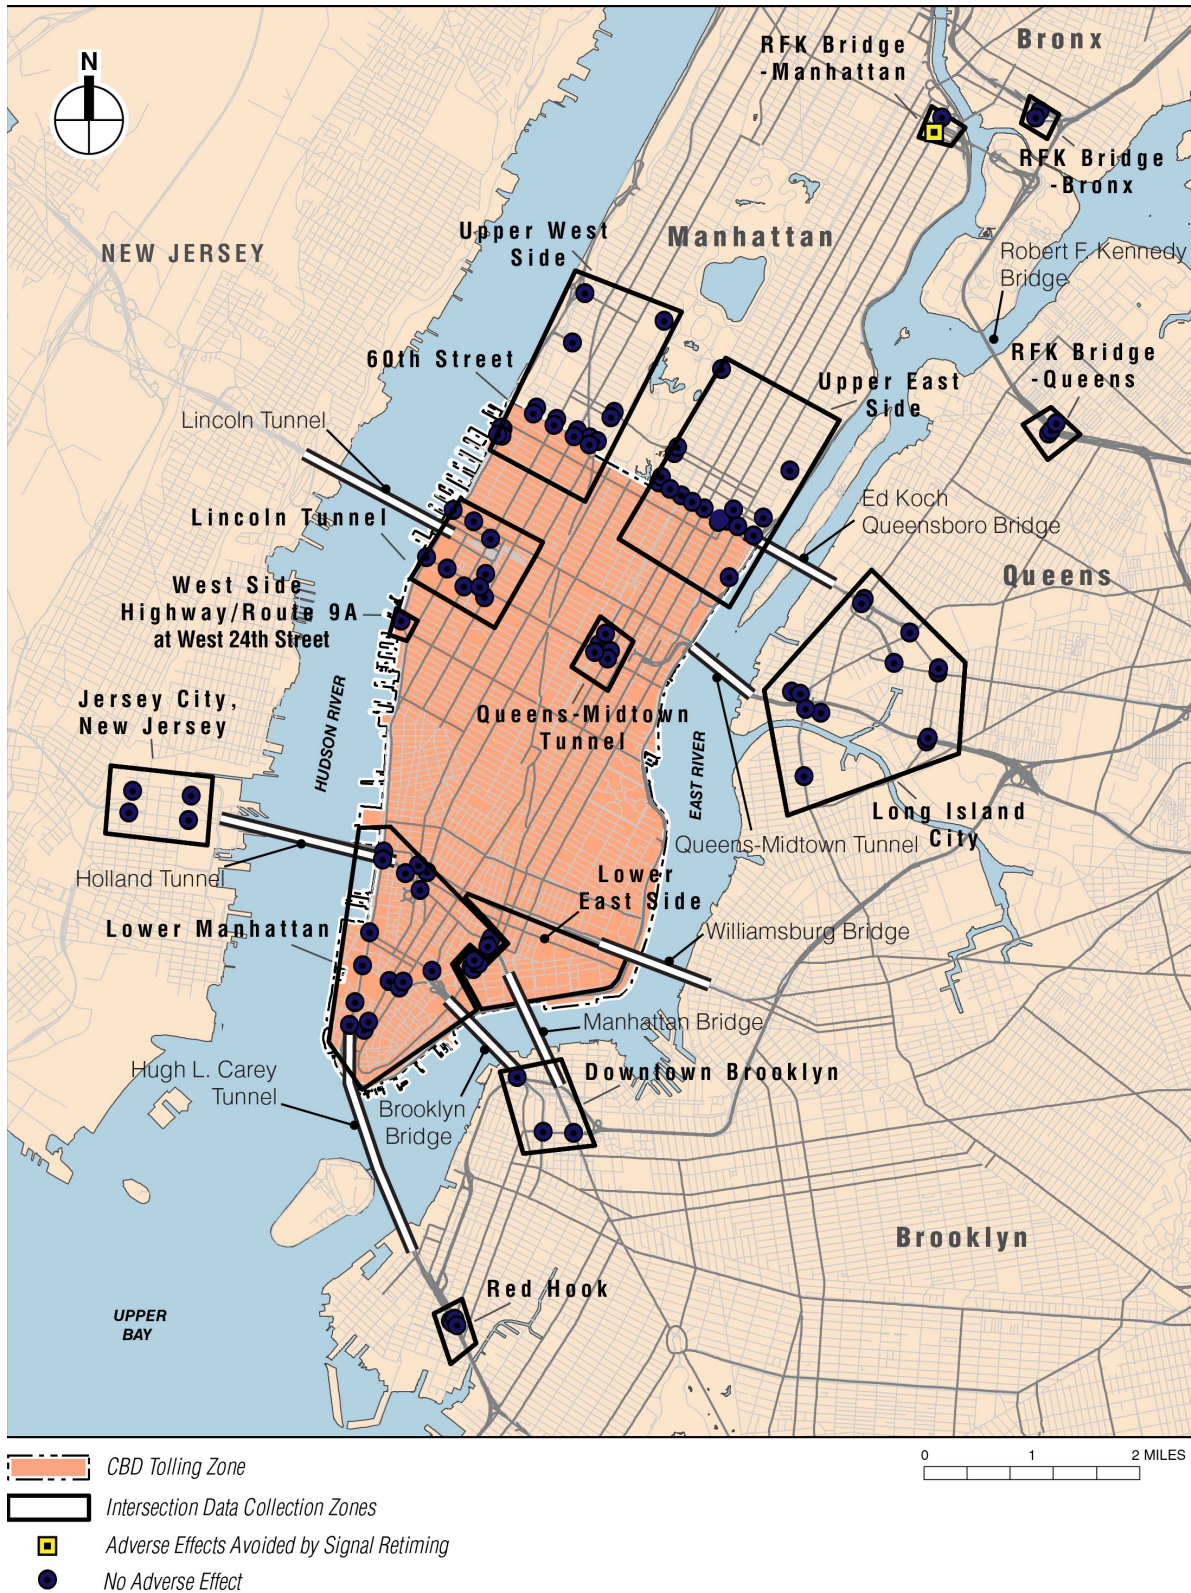 N
RFK Bridge
-Manhattan
Bronx
RFK Bridge
-Bronx
NEW JERSEY
Upper West
Side
Manhattan
Robert F. Kennedy
Bridge
60th Street
RFK Bridge
-Queens
Upper East
Side
Lincoln Tunnel
Lincoln Tunnel
Ed Koch
Queensboro Bridge
West Side
Highway/Route 9A
at West 24th Street
Queens
Jersey City,
New Jersey
HUDSON RIVER
Queens-Midtown
Tunnel
EAST RIVER
Long Island
City
Queens-Midtown Tunnel
Holland Tunnel
Lower
East Side
Lower Manhattan
Williamsburg Bridge
Manhattan Bridge
Hugh L. Carey
Tunnel
Brooklyn
Bridge
Downtown Brooklyn
Brooklyn
Red Hook
UPPER
BAY
0 1 2 MILES
CBD Tolling Zone
Intersection Data Collection Zones
Adverse Effects Avoided by Signal Retiming
No Adverse Effect